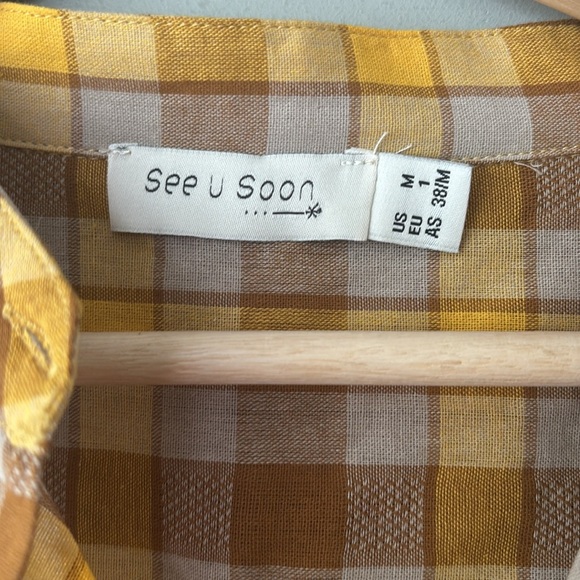 See U Soon
US M
EU 1
AS 38/M